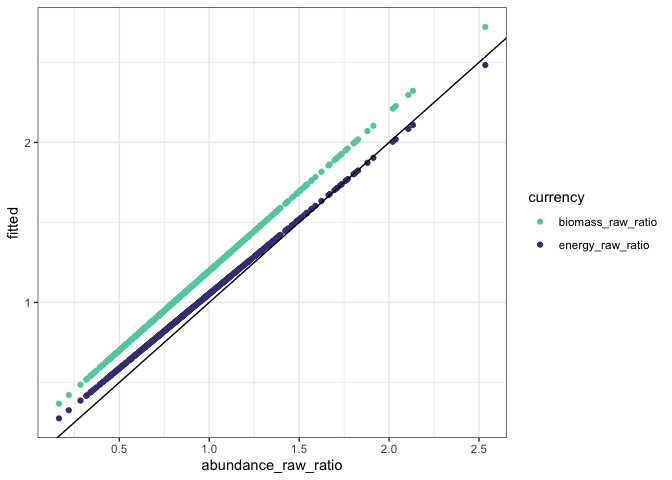 fitted
2
1
0.5
1.0
1.5
2.0
2.5
abundance_raw_ratio
currency
biomass_raw_ratio
energy_raw_ratio